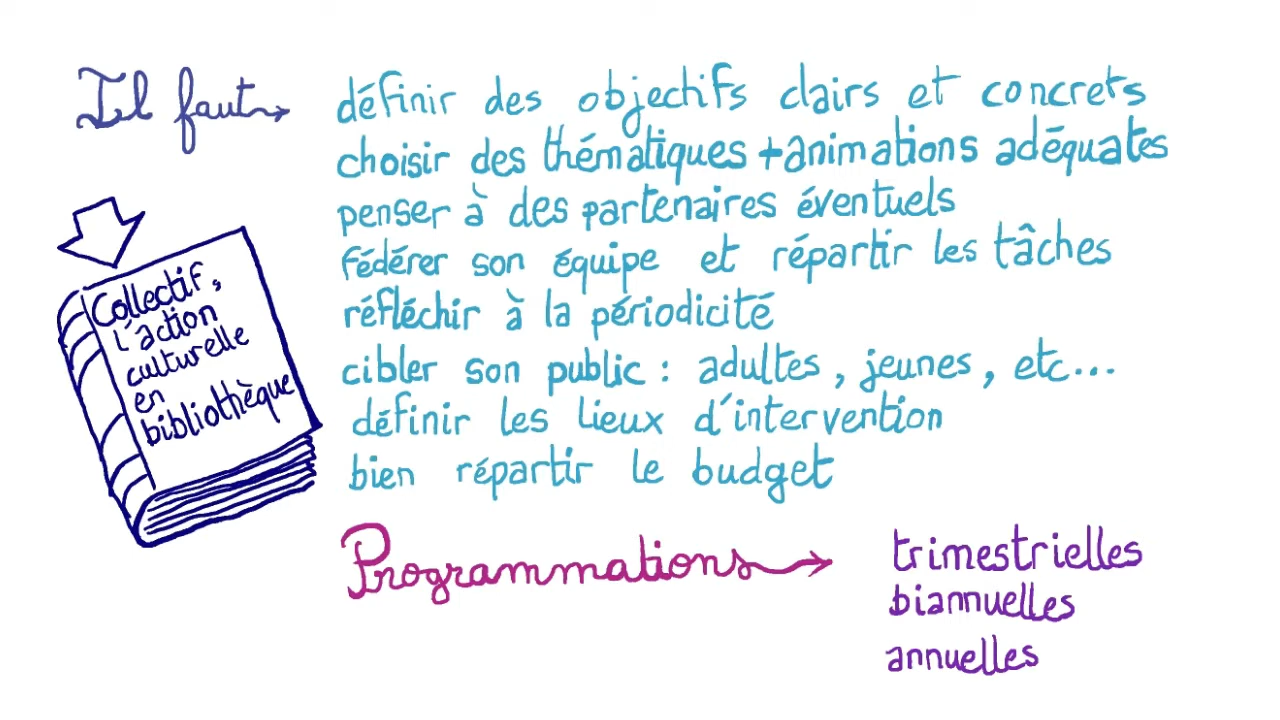 Il faut
définir des objectifs clairs et concrets
choisir des thématiques + animations adéquates
penser à des partenaires éventuels
fédérer son équipe et répartir les tâches
réfléchir à la périodicité
cibler son public : adultes, jeunes, etc...
définir les lieux d'intervention
bien répartir le budget
Collectif,
l'action
culturelle
en
bibliothèque
Programmations
trimestrielles
biannuelles
annuelles